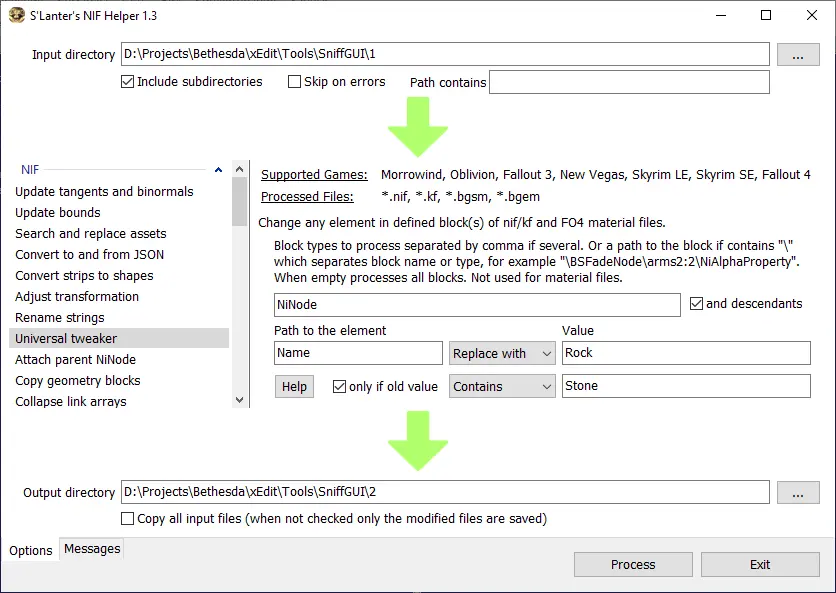 S'Lanter's NIF Helper 1.3
Input directory D:\Projects\Bethesda\xEdit\Tools\SniffGUI\1 ...
Include subdirectories Skip on errors Path contains
NIF
Update tangents and binormals
Update bounds
Search and replace assets
Convert to and from JSON
Convert strips to shapes
Adjust transformation
Rename strings
Universal tweaker
Attach parent NiNode
Copy geometry blocks
Collapse link arrays
Supported Games: Morrowind, Oblivion, Fallout 3, New Vegas, Skyrim LE, Skyrim SE, Fallout 4
Processed Files: *.nif, *.kf, *.bgsm, *.bgem
Change any element in defined block(s) of nif/kf and FO4 material files.
Block types to process separated by comma if several. Or a path to the block if contains "\"
which separates block name or type, for example "\BSFadeNode\arms2:2\NiAlphaProperty".
When empty processes all blocks. Not used for material files.
NiNode and descendants
Path to the element Value
Name Replace with Rock
Help only if old value Contains Stone
Output directory D:\Projects\Bethesda\xEdit\Tools\SniffGUI\2 ...
Copy all input files (when not checked only the modified files are saved)
Options Messages
Process Exit